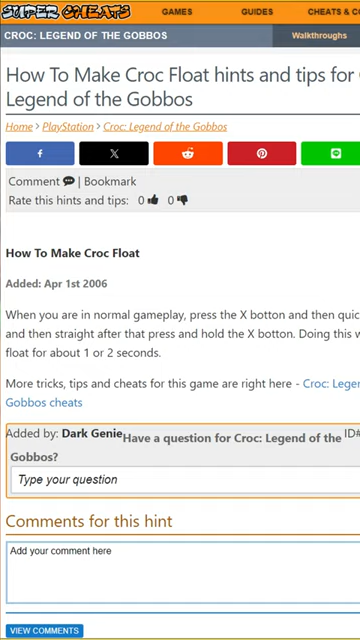 SUPER CHEATS GAMES GUIDES CHEATS & CO
CROC: LEGEND OF THE GOBBOS Walkthroughs
How To Make Croc Float hints and tips for
Legend of the Gobbos
Home > PlayStation > Croc: Legend of the Gobbos
Comment | Bookmark
Rate this hints and tips: 0 0
How To Make Croc Float
Added: Apr 1st 2006
When you are in normal gameplay, press the X botton and then quic
and then straight after that press and hold the X botton. Doing this w
float for about 1 or 2 seconds.
More tricks, tips and cheats for this game are right here - Croc: Lege
Gobbos cheats
Added by: Dark Genie Have a question for Croc: Legend of the ID#
Gobbos?
Type your question
Comments for this hint
Add your comment here
VIEW COMMENTS